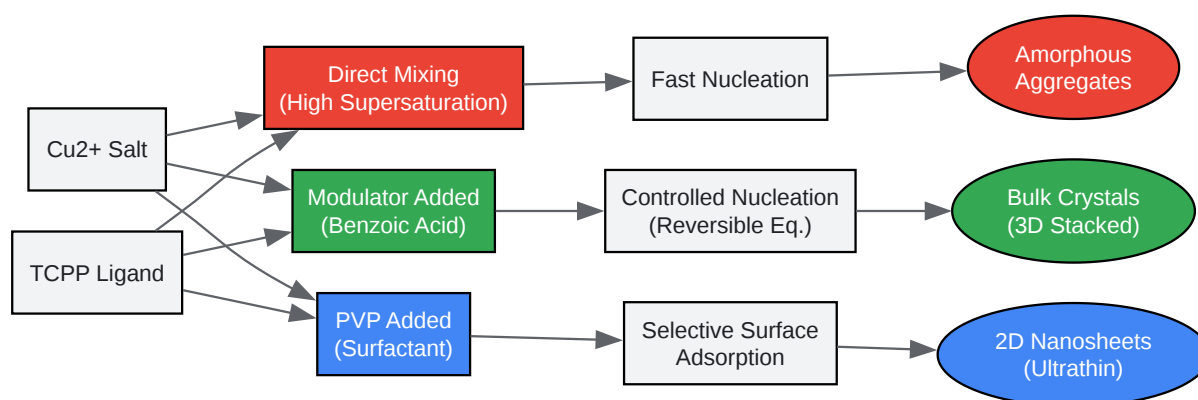 Cu2+ Salt
TCPP Ligand
Direct Mixing
(High Supersaturation)
Fast Nucleation
Amorphous
Aggregates
Modulator Added
(Benzoic Acid)
Controlled Nucleation
(Reversible Eq.)
Bulk Crystals
(3D Stacked)
PVP Added
(Surfactant)
Selective Surface
Adsorption
2D Nanosheets
(Ultrathin)